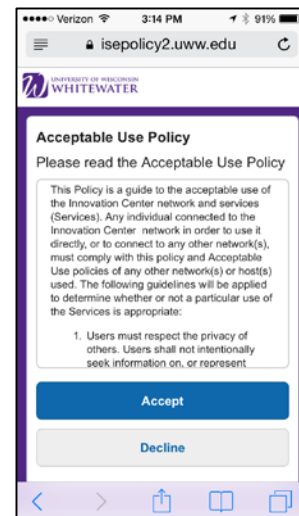 Verizon 3:14 PM 91%
isepolicy2.uww.edu
UNIVERSITY OF WISCONSIN
WHITEWATER
Acceptable Use Policy
Please read the Acceptable Use Policy
This Policy is a guide to the acceptable use of
the Innovation Center network and services
(Services). Any individual connected to the
Innovation Center network in order to use it
directly, or to connect to any other network(s),
must comply with this policy and Acceptable
Use policies of any other network(s) or host(s)
used. The following guidelines will be applied
to determine whether or not a particular use of
the Services is appropriate:
1. Users must respect the privacy of
others. Users shall not intentionally
seek information on, or represent
Accept
Decline